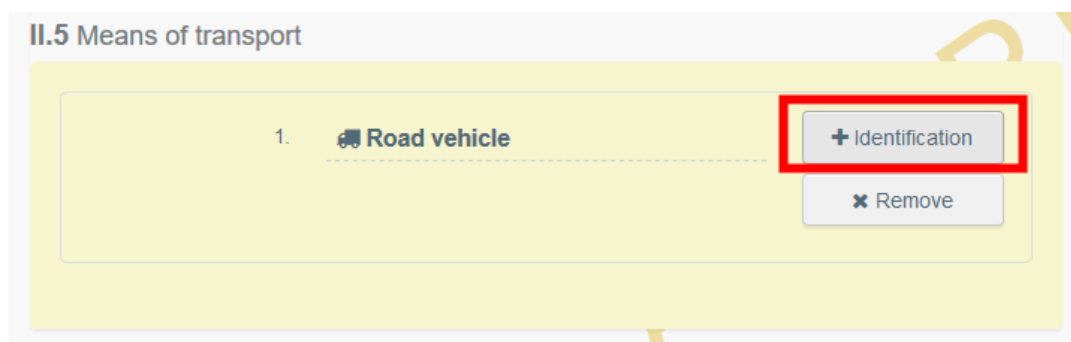 II.5 Means of transport
1. Road vehicle
Identification
Remove